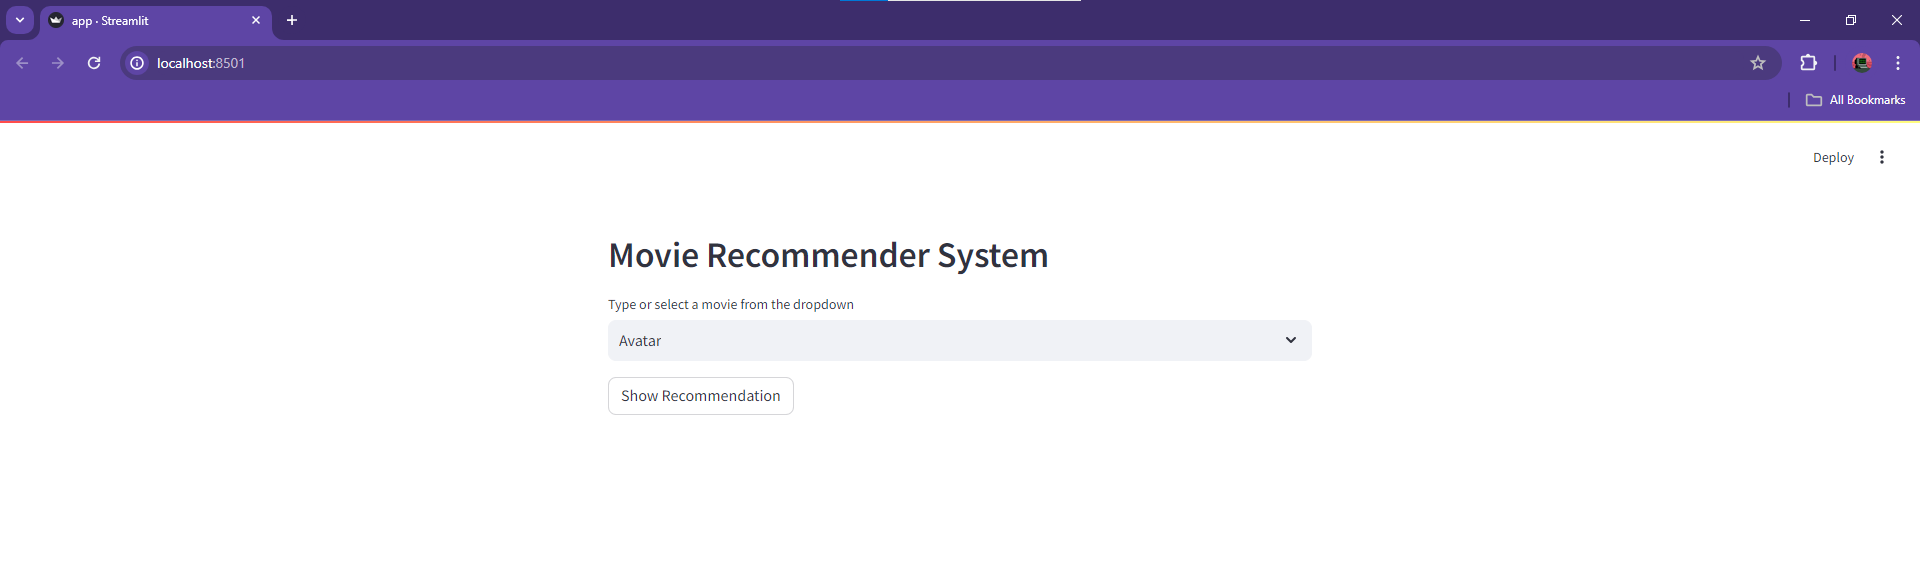 app · Streamlit
localhost:8501
All Bookmarks
Deploy
Movie Recommender System
Type or select a movie from the dropdown
Avatar
Show Recommendation